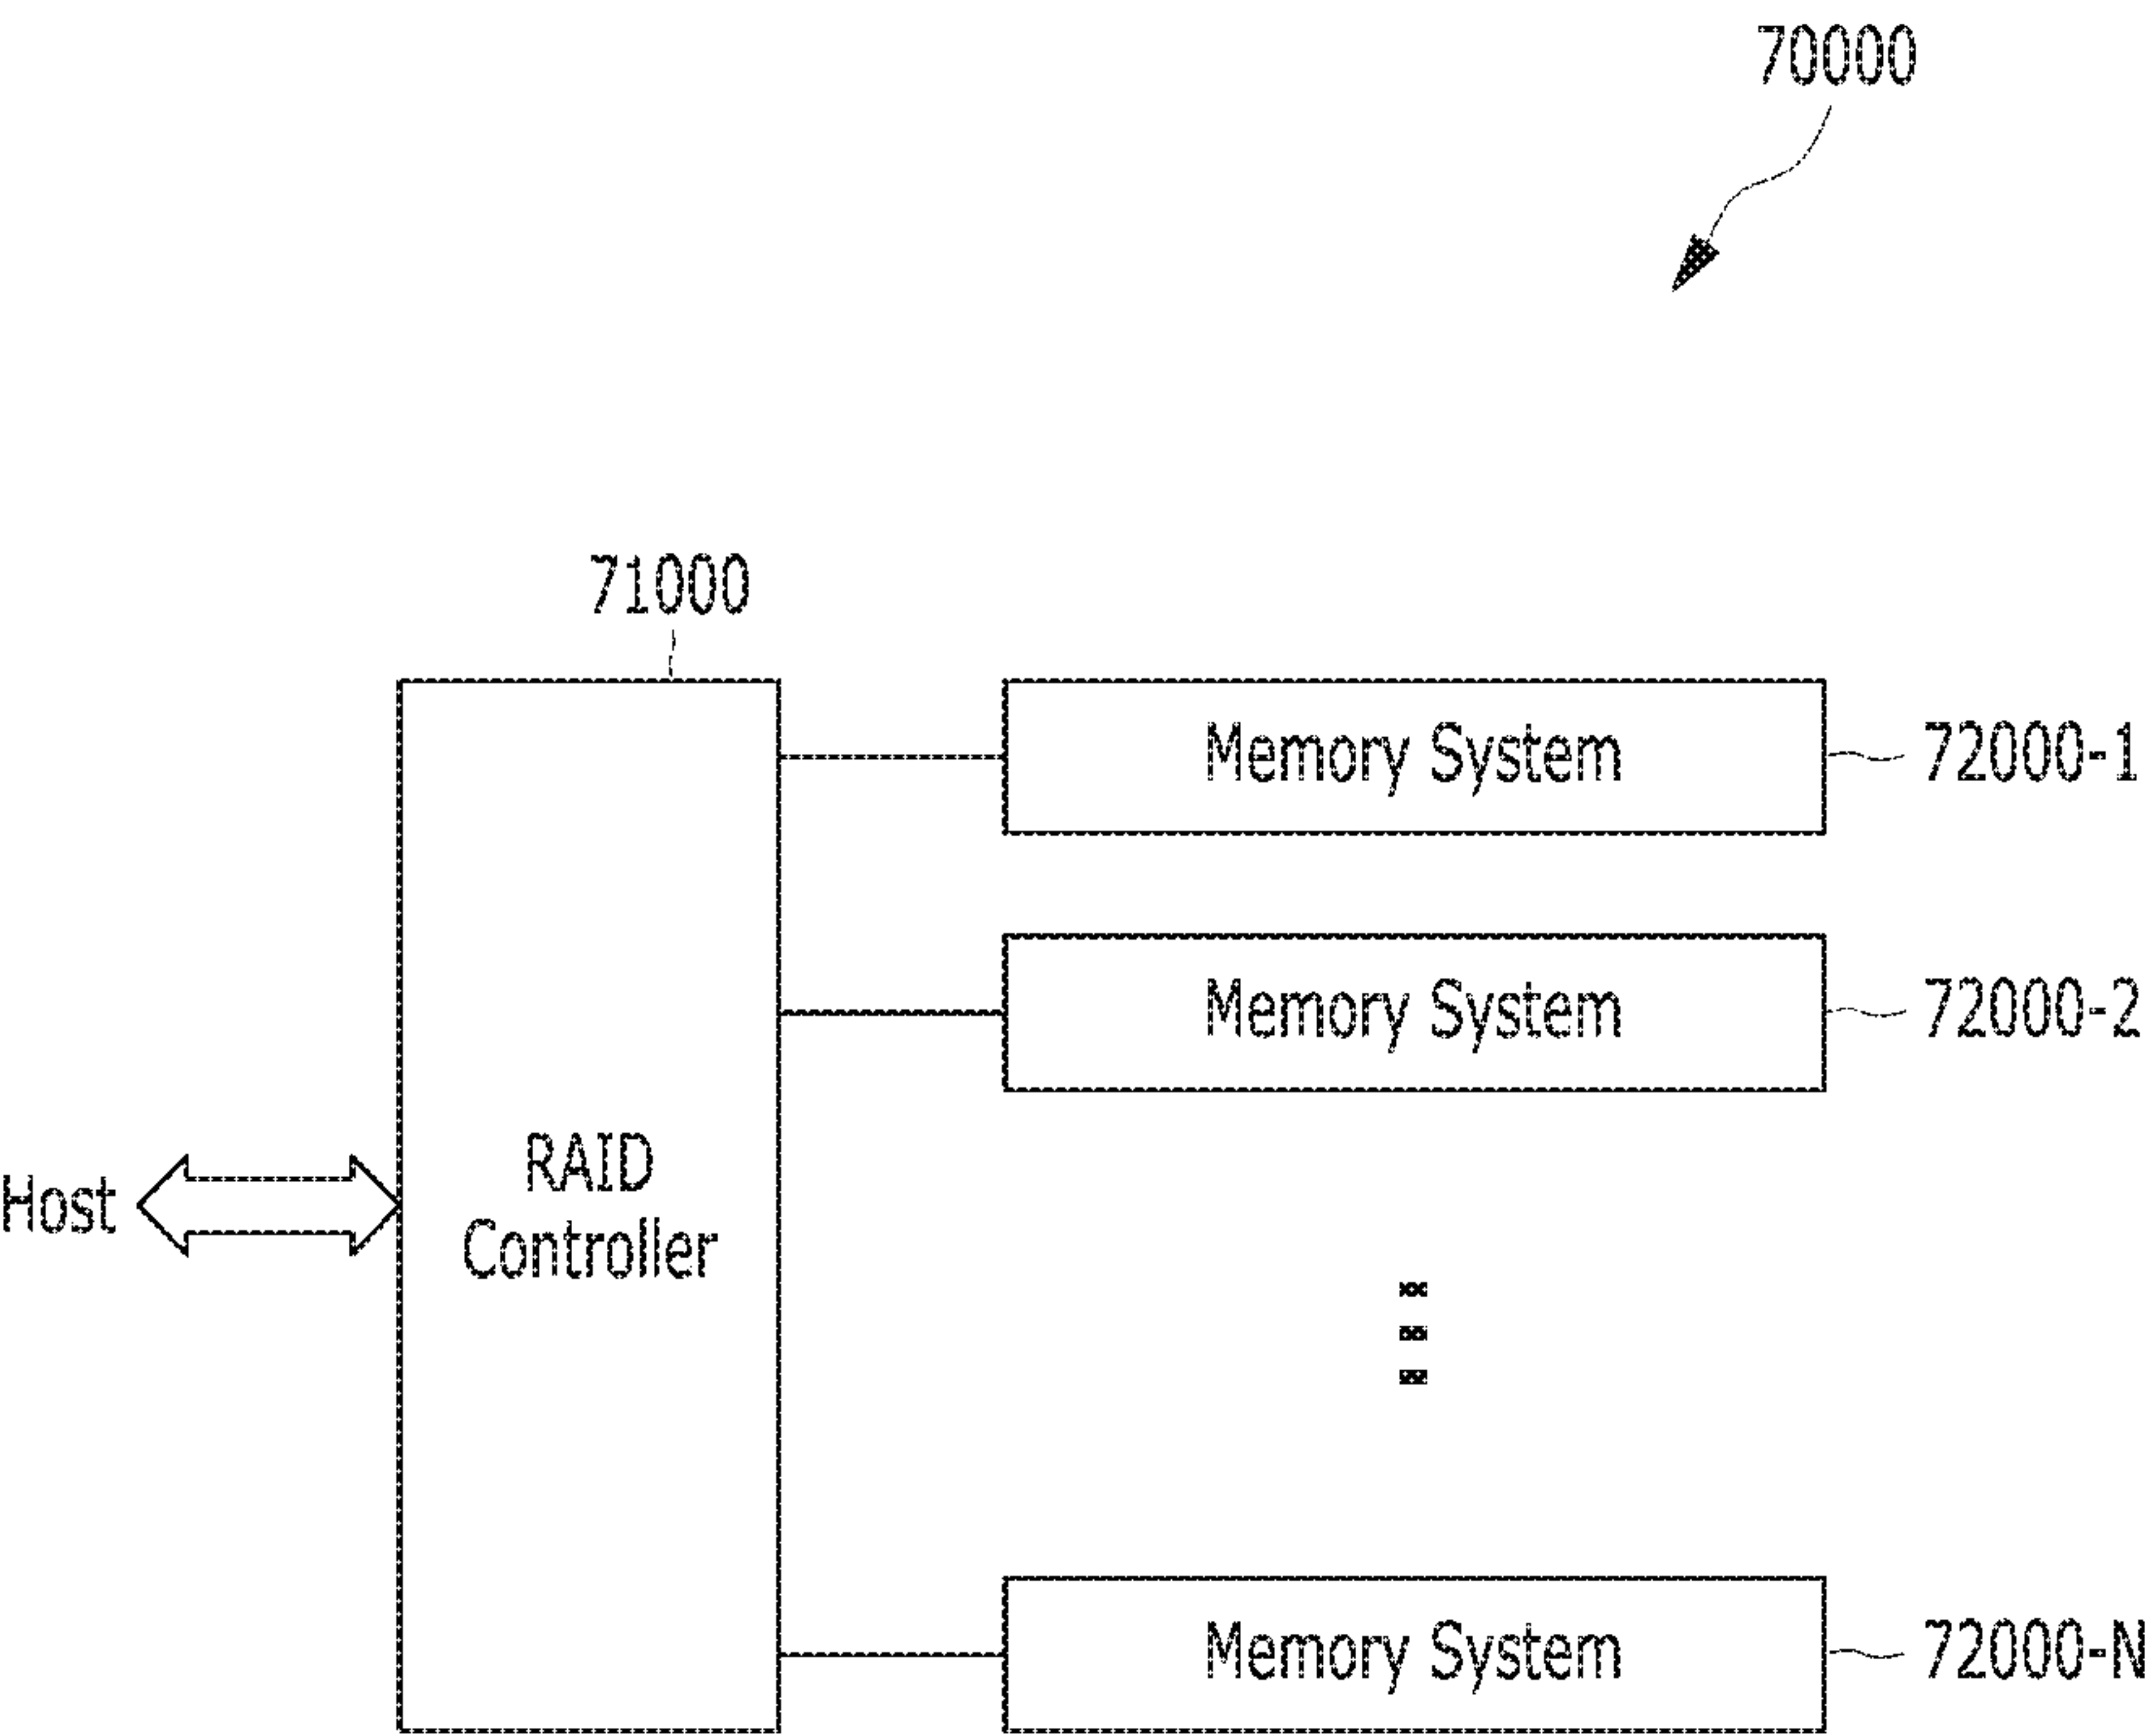 70000
71000
Memory System
72000-1
Memory System
72000-2
RAID
Controller
Host
Memory System
72000-N